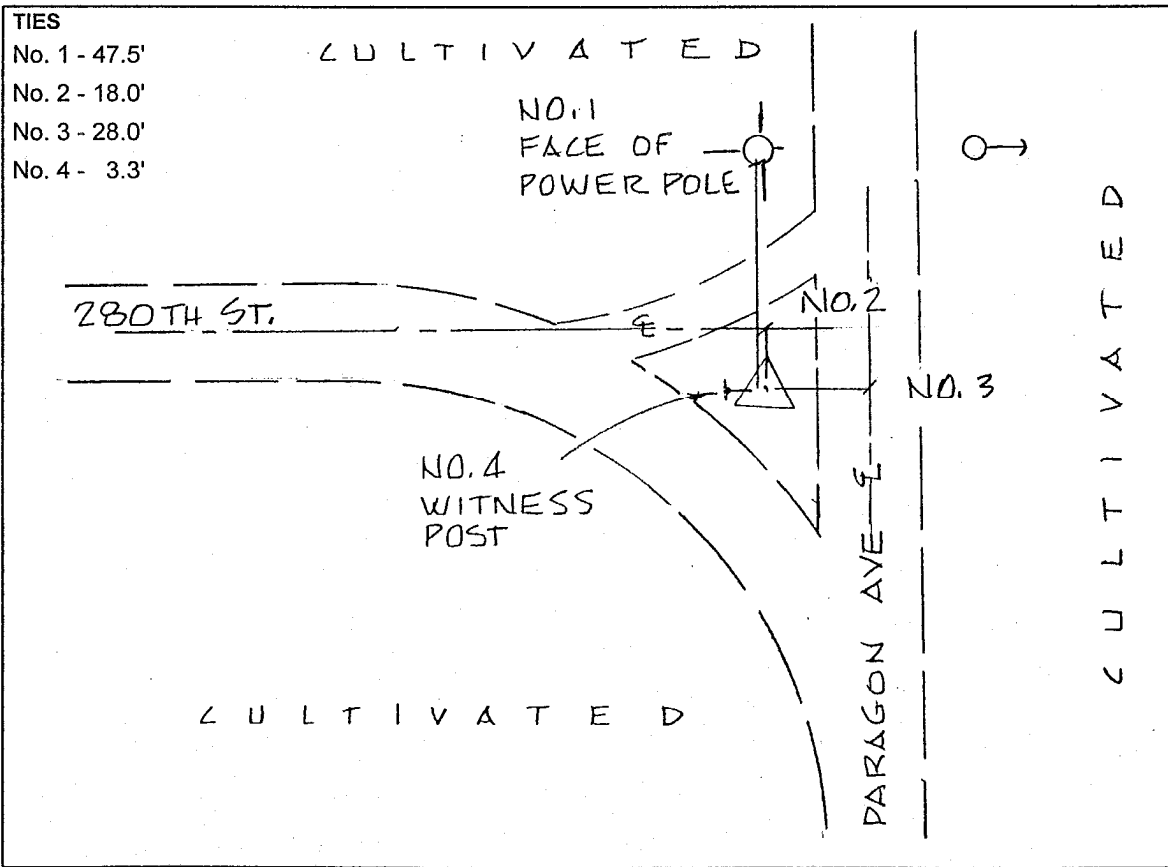 TIES
No. 1 - 47.5'
No. 2 - 18.0'
No. 3 - 28.0'
No. 4 - 3.3'
CULTIVATED
NO.1
FACE OF
POWER POLE
280TH ST.
℄
NO.2
NO.3
NO.4
WITNESS
POST
PARAGON AVE ℄
CULTIVATED
CULTIVATED